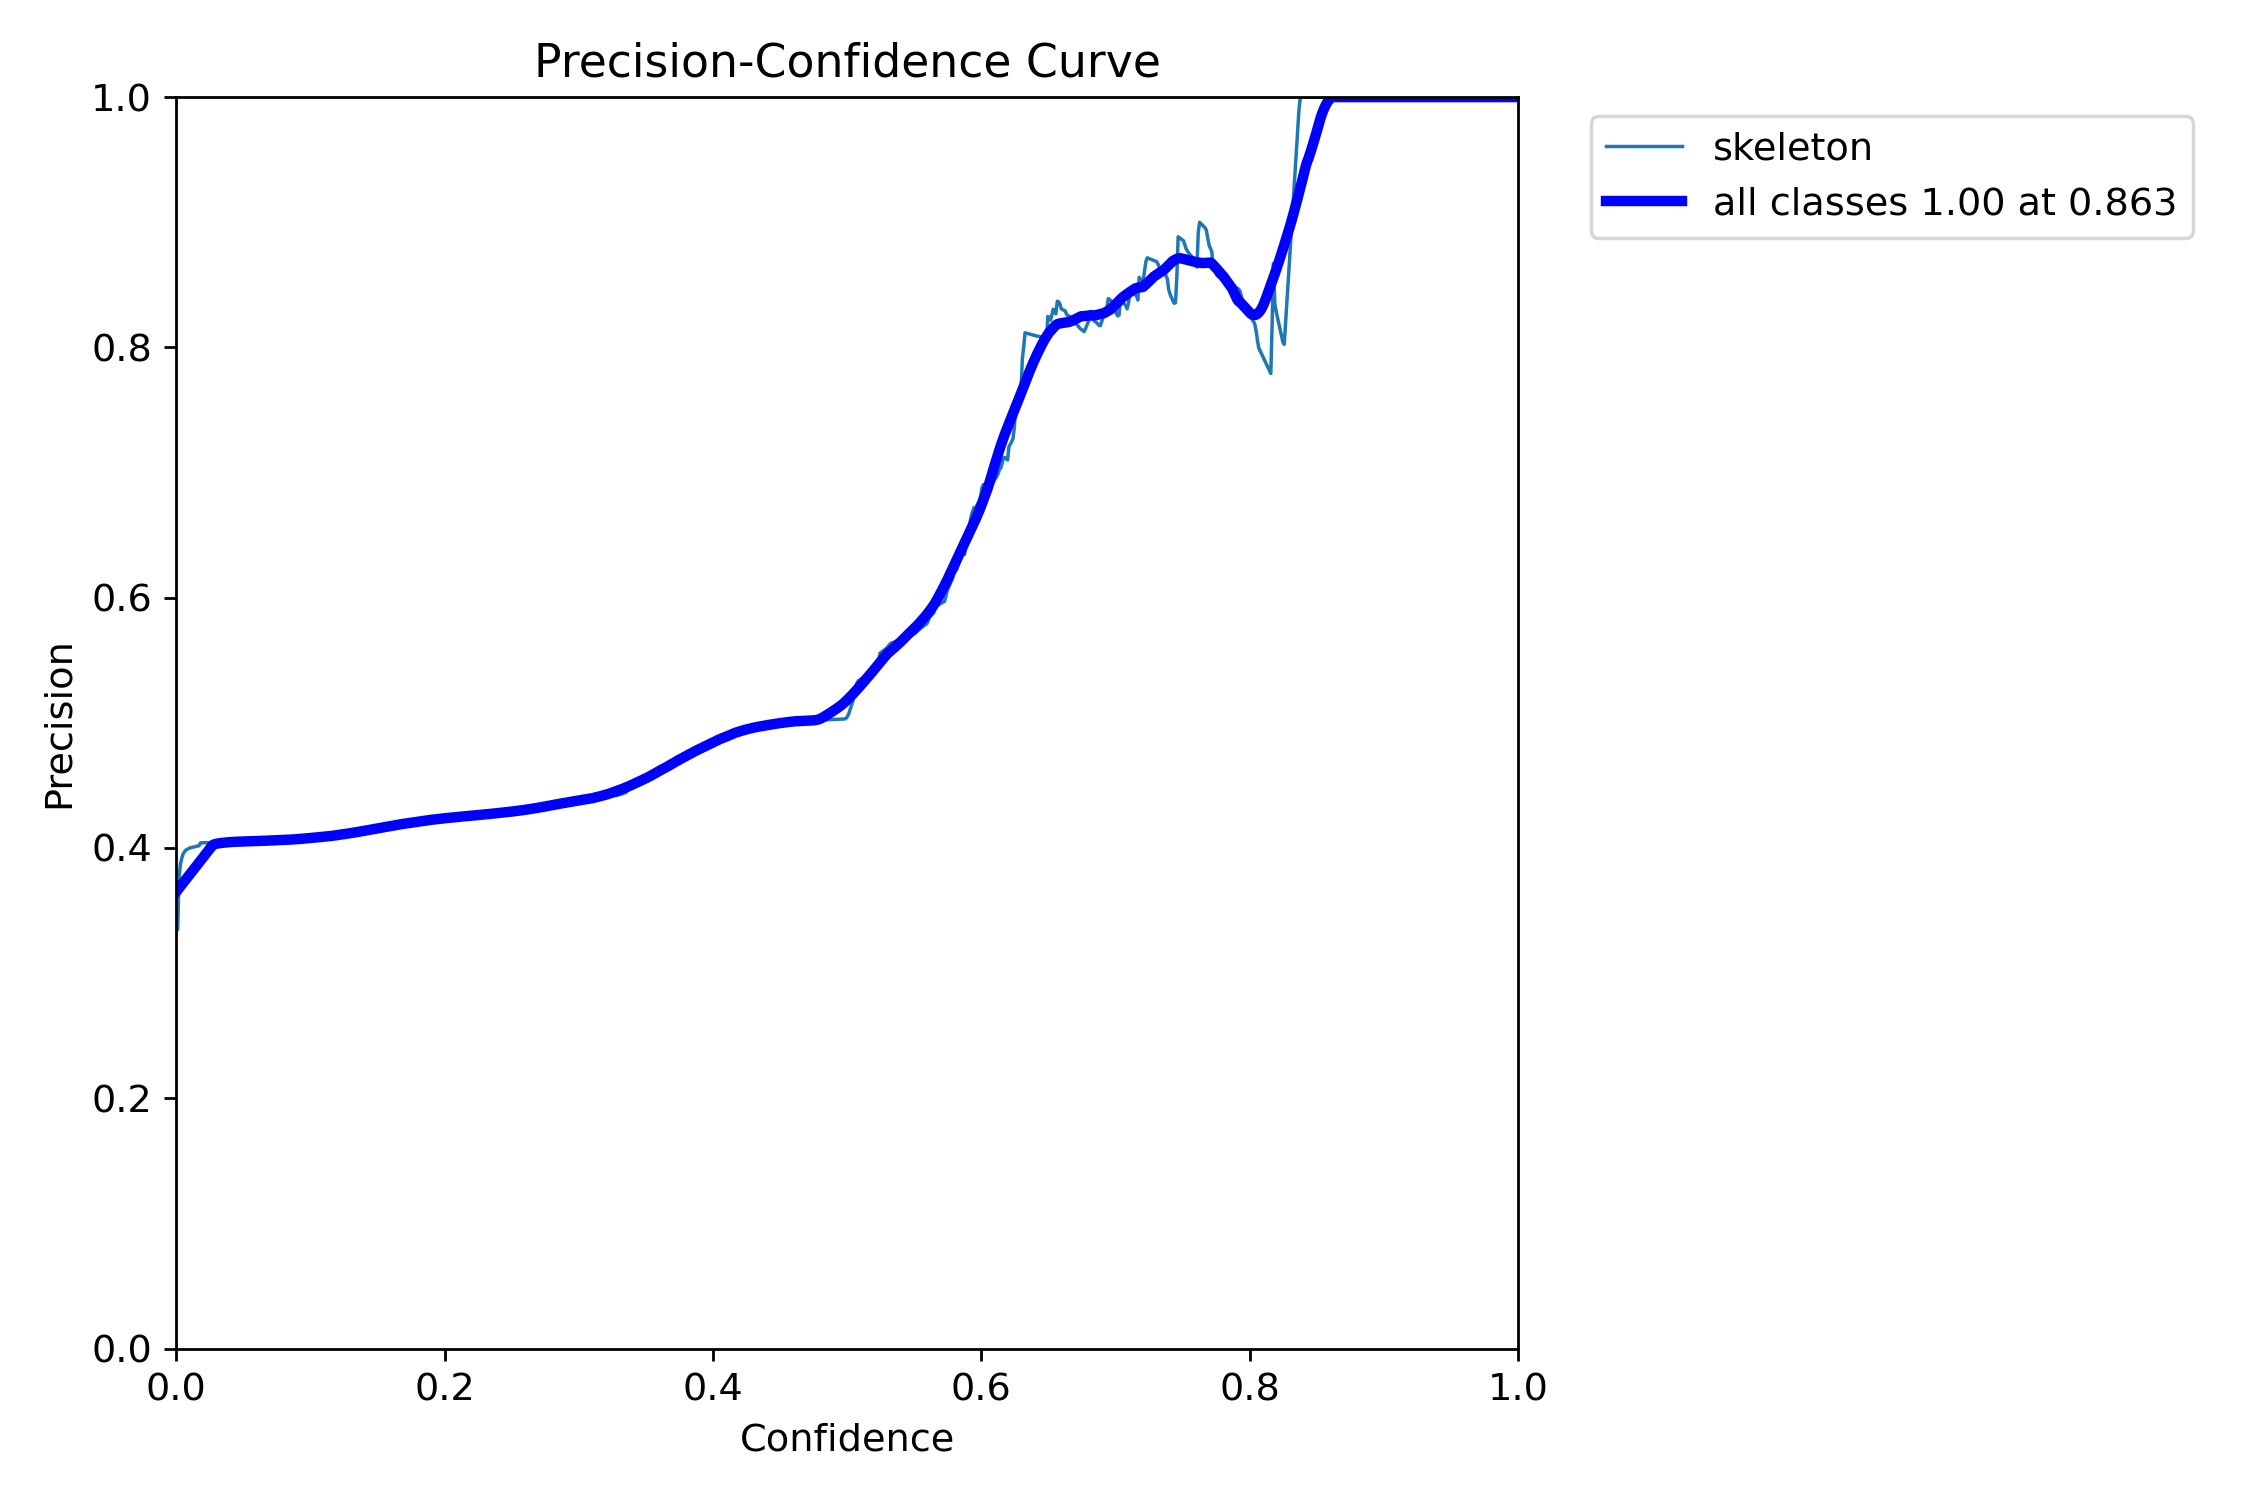 Precision-Confidence Curve
1.0
0.8
0.6
0.4
0.2
0.0
Precision
0.0 0.2 0.4 0.6 0.8 1.0
Confidence
skeleton
all classes 1.00 at 0.863